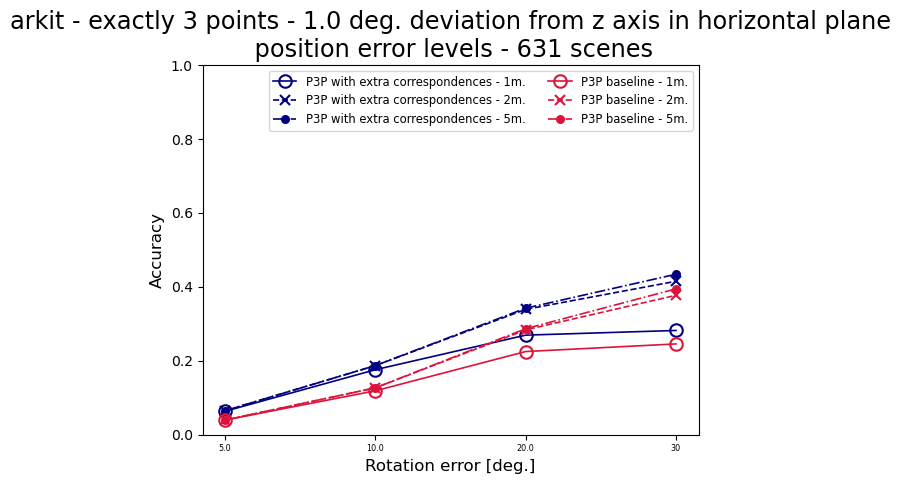 arkit - exactly 3 points - 1.0 deg. deviation from z axis in horizontal plane
position error levels - 631 scenes
P3P with extra correspondences - 1m.
P3P with extra correspondences - 2m.
P3P with extra correspondences - 5m.
P3P baseline - 1m.
P3P baseline - 2m.
P3P baseline - 5m.
1.0
0.8
0.6
0.4
0.2
0.0
Accuracy
5.0
10.0
20.0
30
Rotation error [deg.]